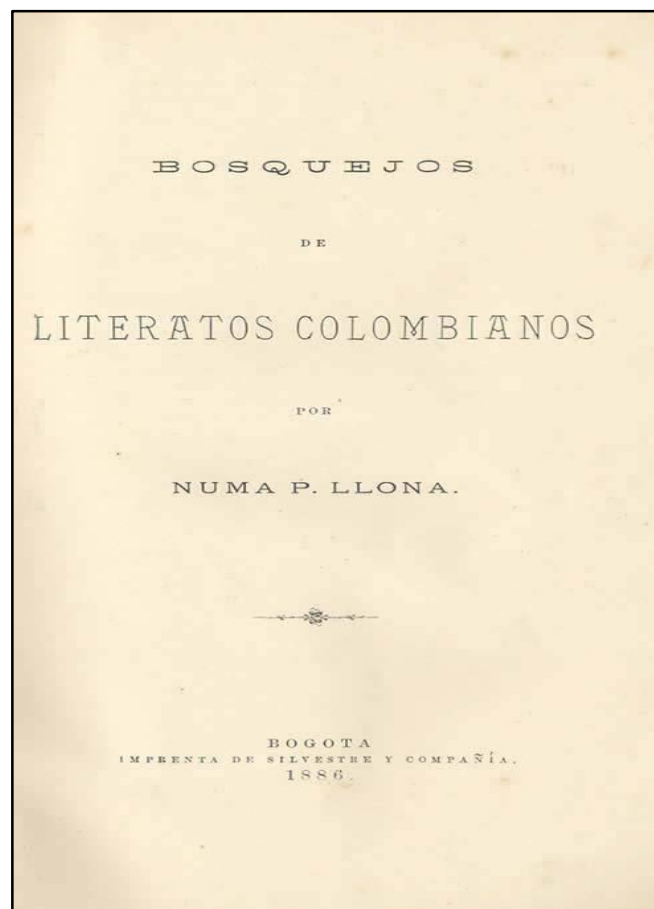 BOSQUEJOS
DE
LITERATOS COLOMBIANOS
POR
NUMA P. LLONA.
BOGOTA
IMPRENTA DE SILVESTRE Y COMPAÑÍA.
1886.